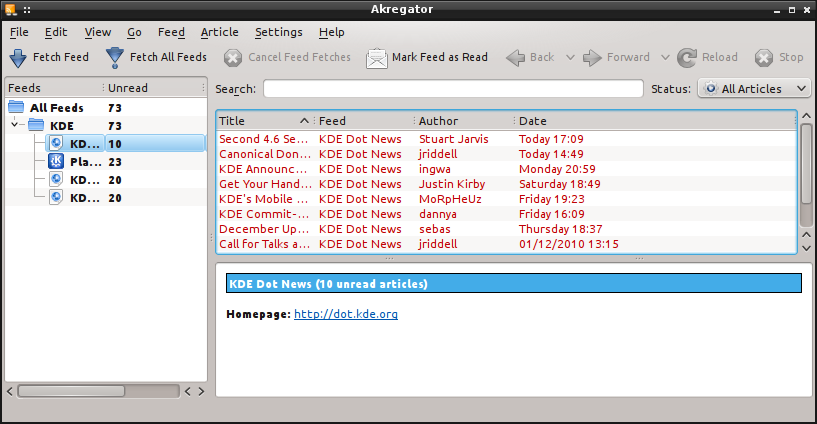 Akregator
File Edit View Go Feed Article Settings Help
Fetch Feed Fetch All Feeds Cancel Feed Fetches Mark Feed as Read Back Forward Reload Stop
Feeds Unread
All Feeds 73
KDE 73
KD... 10
Pla... 23
KD... 20
KD... 20
Search: Status: All Articles
Title Feed Author Date
Second 4.6 Se... KDE Dot News Stuart Jarvis Today 17:09
Canonical Don... KDE Dot News jriddell Today 14:49
KDE Announc... KDE Dot News ingwa Monday 20:59
Get Your Hand... KDE Dot News Justin Kirby Saturday 18:49
KDE's Mobile ... KDE Dot News MoRpHeUz Friday 19:23
KDE Commit-... KDE Dot News dannya Friday 16:09
December Up... KDE Dot News sebas Thursday 18:37
Call for Talks a... KDE Dot News jriddell 01/12/2010 13:15
KDE Dot News (10 unread articles)
Homepage: http://dot.kde.org